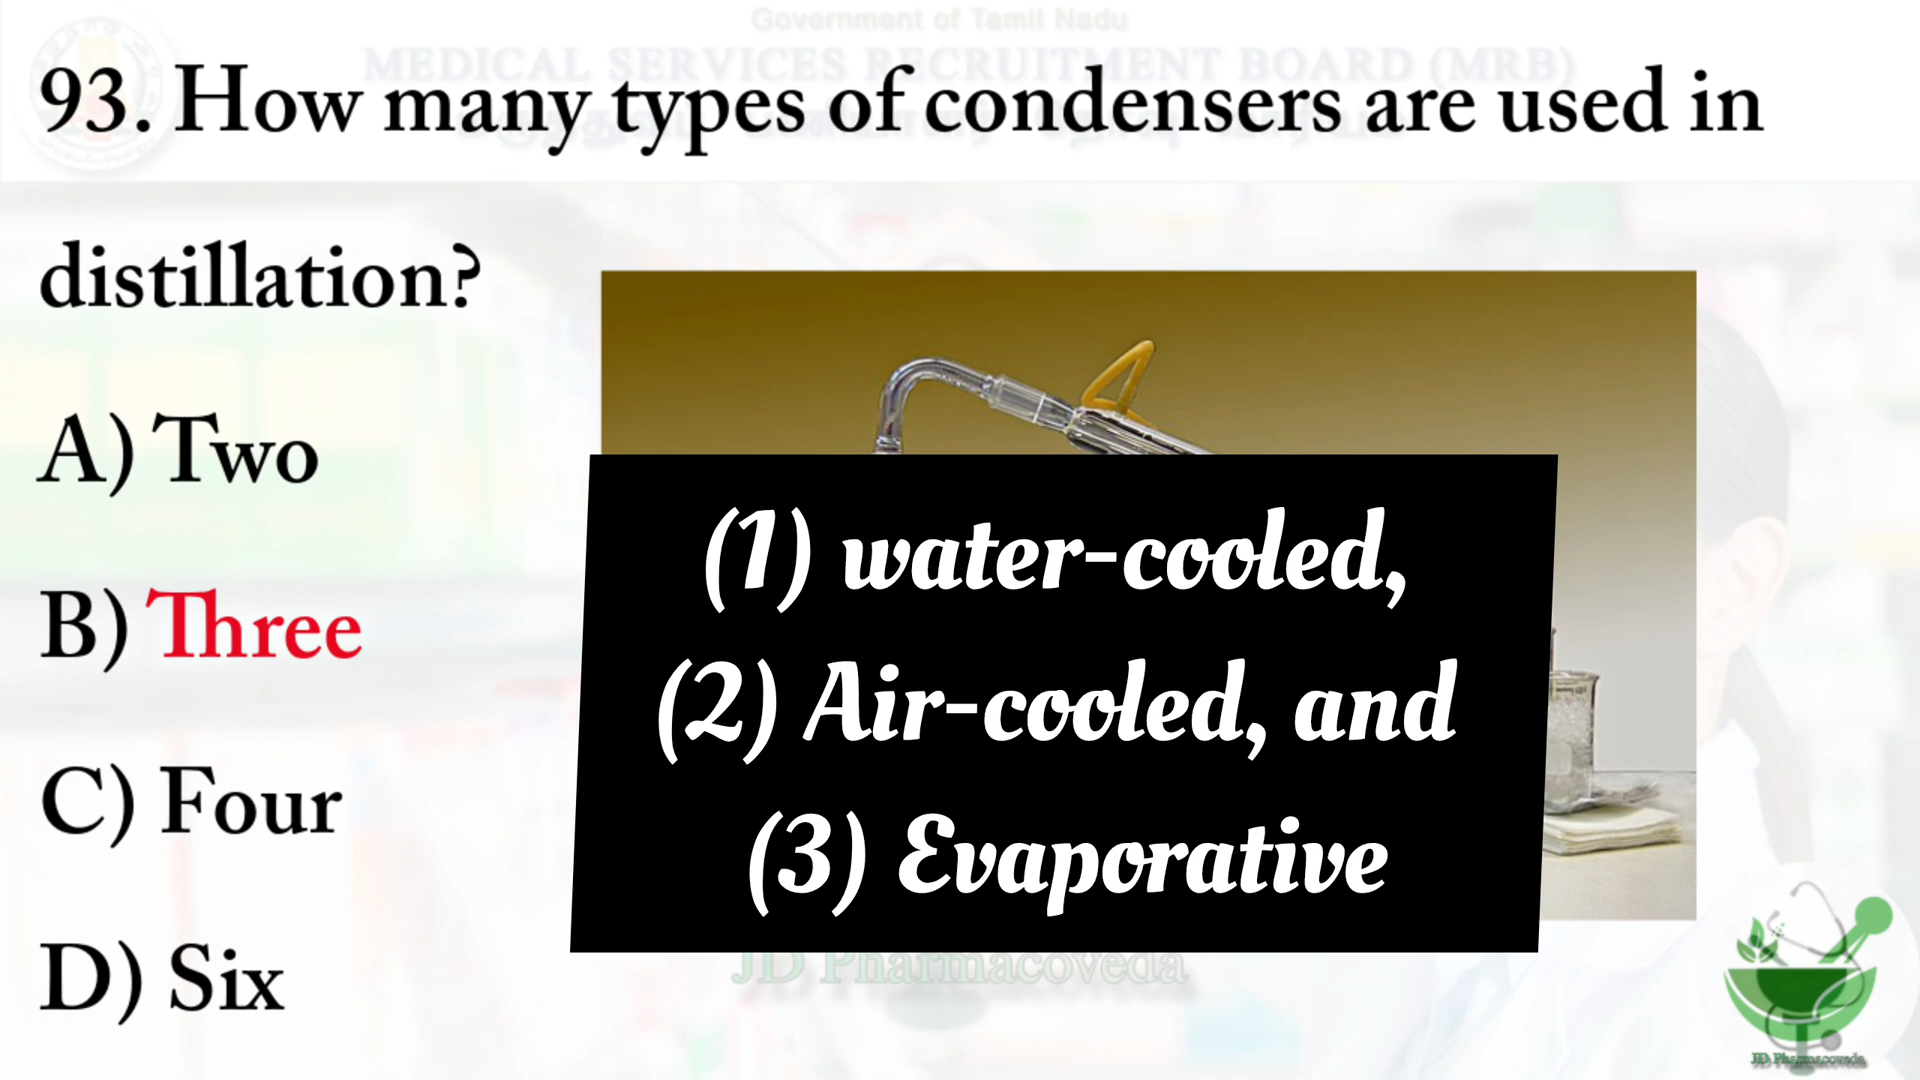 Government of Tamil Nadu
MEDICAL SERVICES RECRUITMENT BOARD (MRB)
93. How many types of condensers are used in
distillation?
A) Two
B) Three
C) Four
D) Six
(1) water-cooled,
(2) Air-cooled, and
(3) Evaporative
JD Pharmacoveda
JD Pharmacoveda